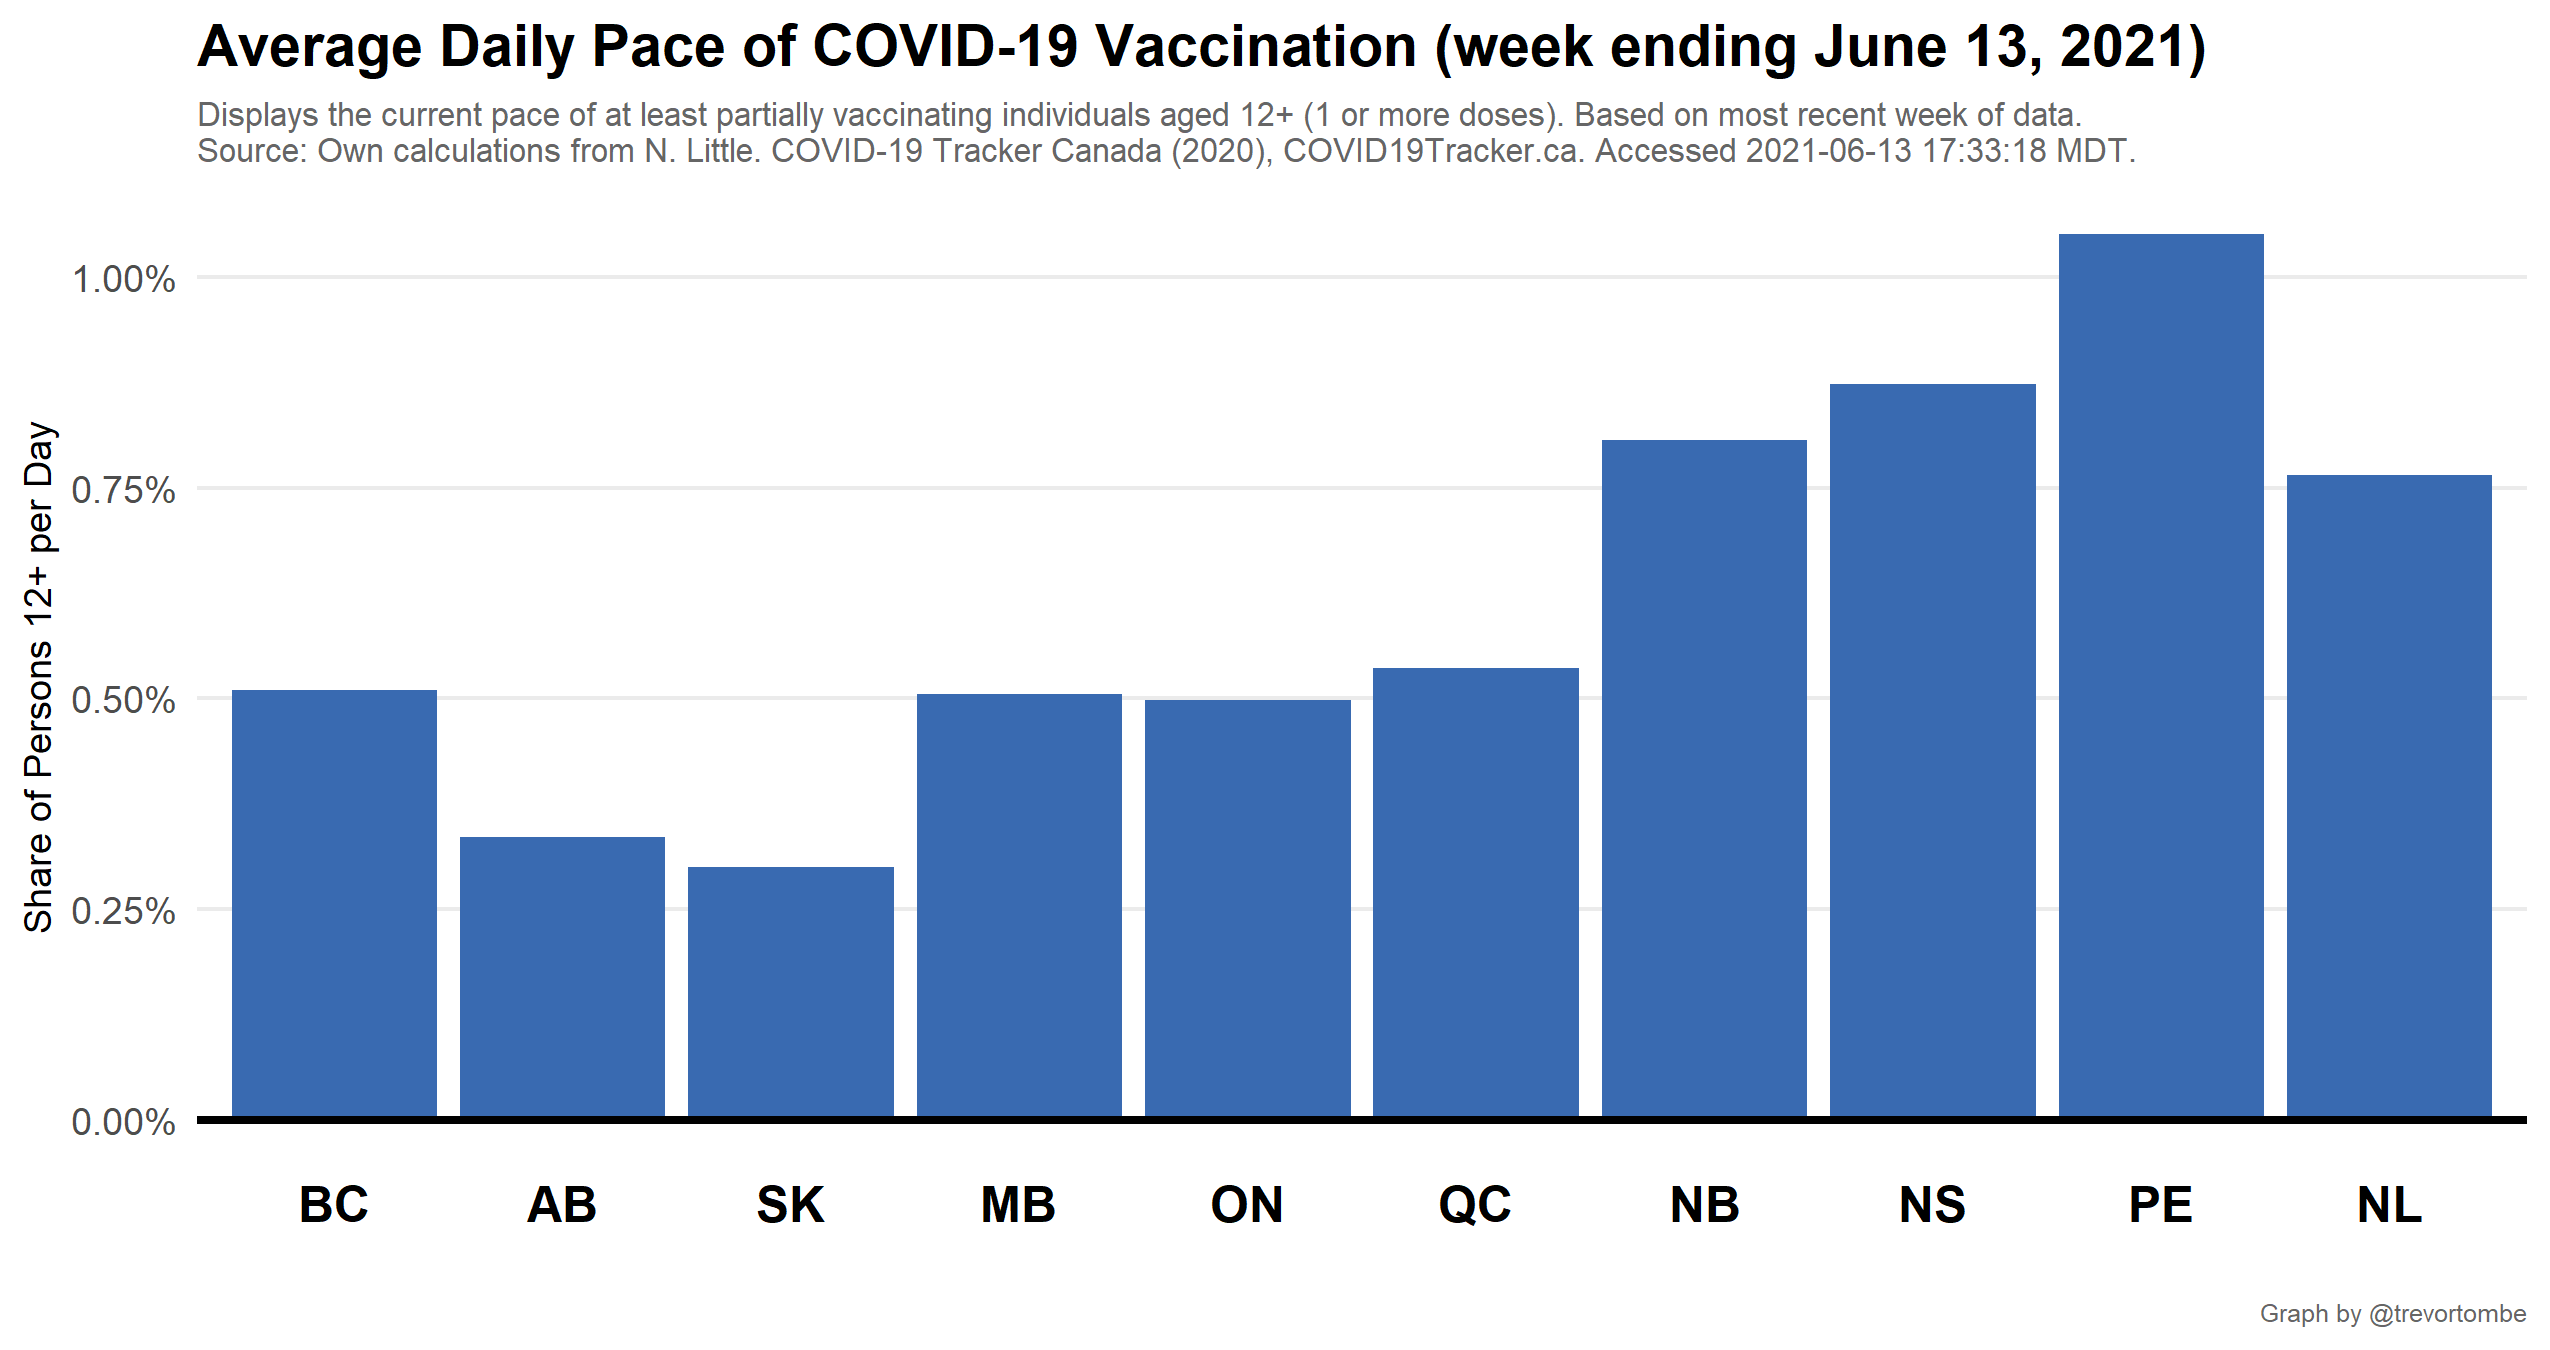 Average Daily Pace of COVID-19 Vaccination (week ending June 13, 2021)
Displays the current pace of at least partially vaccinating individuals aged 12+ (1 or more doses). Based on most recent week of data.
Source: Own calculations from N. Little. COVID-19 Tracker Canada (2020), COVID19Tracker.ca. Accessed 2021-06-13 17:33:18 MDT.
Share of Persons 12+ per Day
1.00%
0.75%
0.50%
0.25%
0.00%
BC AB SK MB ON QC NB NS PE NL
Graph by @trevortombe